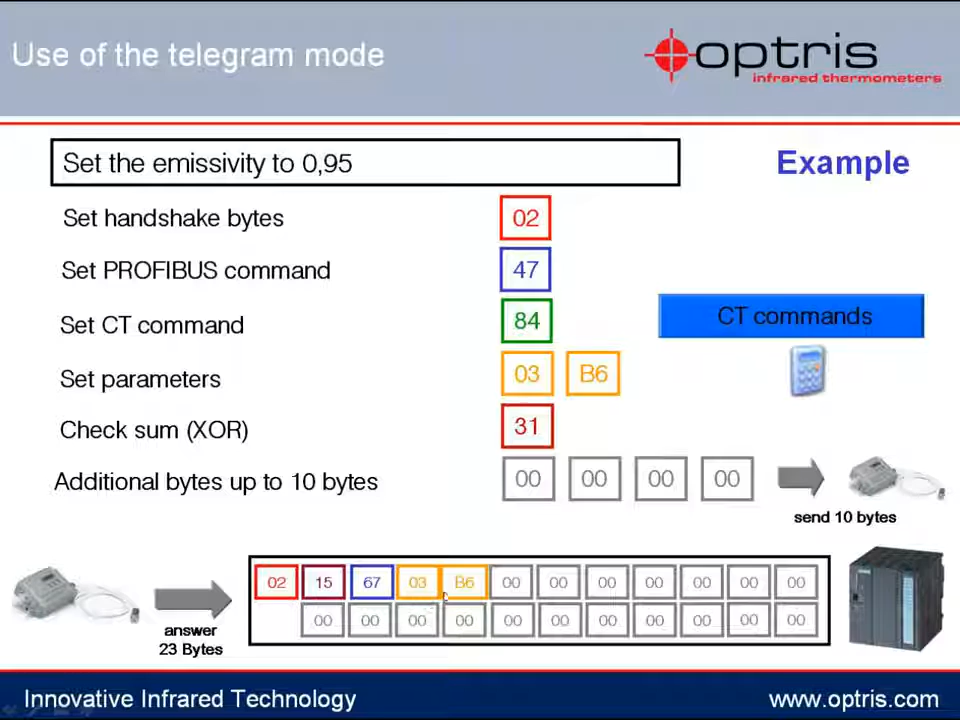 Use of the telegram mode
optris
infrared thermometers
Set the emissivity to 0,95
Example
Set handshake bytes 02
Set PROFIBUS command 47
Set CT command 84
CT commands
Set parameters 03 B6
Check sum (XOR) 31
Additional bytes up to 10 bytes 00 00 00 00
send 10 bytes
02 15 67 03 B6 00 00 00 00 00 00 00
00 00 00 00 00 00 00 00 00 00 00
answer
23 Bytes
Innovative Infrared Technology
www.optris.com